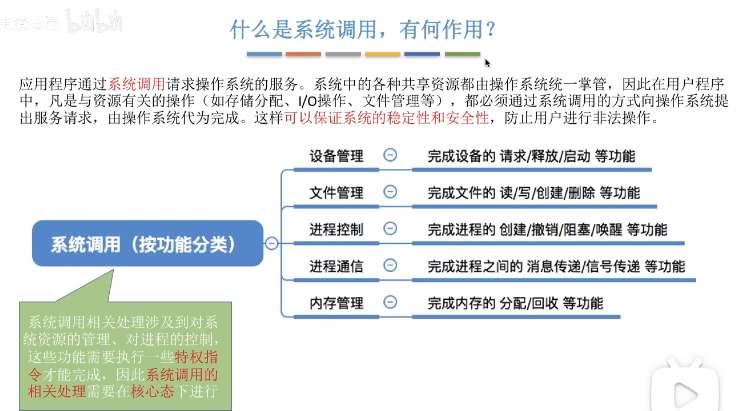 bilibili
什么是系统调用，有何作用？
应用程序通过系统调用请求操作系统的服务。系统中的各种共享资源都由操作系统统一掌管，因此在用户程序
中，凡是与资源有关的操作（如存储分配、I/O操作、文件管理等），都必须通过系统调用的方式向操作系统提
出服务请求，由操作系统代为完成。这样可以保证系统的稳定性和安全性，防止用户进行非法操作。
系统调用（按功能分类）
设备管理 完成设备的 请求/释放/启动 等功能
文件管理 完成文件的 读/写/创建/删除 等功能
进程控制 完成进程的 创建/撤销/阻塞/唤醒 等功能
进程通信 完成进程之间的 消息传递/信号传递 等功能
内存管理 完成内存的 分配/回收 等功能
系统调用相关处理涉及到对系
统资源的管理、对进程的控制，
这些功能需要执行一些特权指
令才能完成，因此系统调用的
相关处理需要在核心态下进行